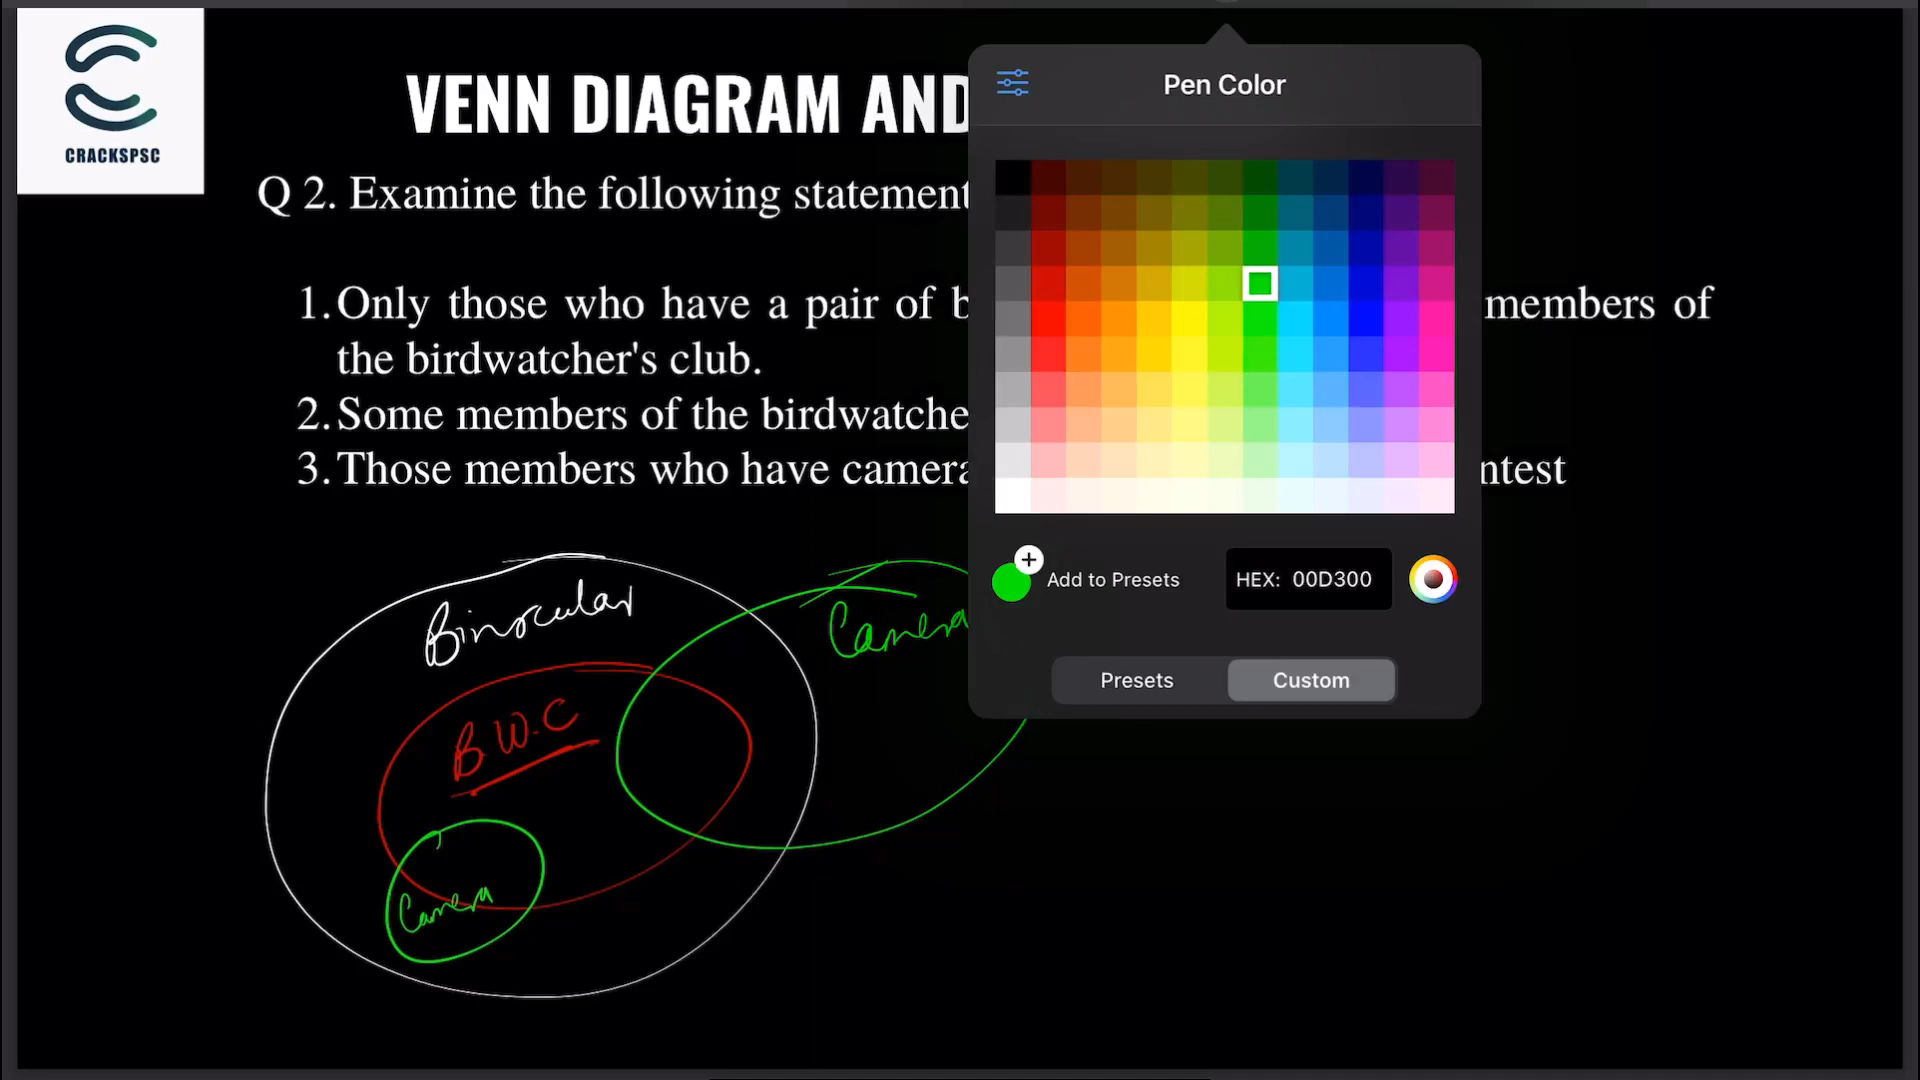 CRACKSPSC
VENN DIAGRAM AND
Q 2. Examine the following statement
1. Only those who have a pair of b members of
the birdwatcher's club.
2. Some members of the birdwatche
3. Those members who have camera ntest
Pen Color
+ Add to Presets HEX: 00D300
Presets Custom
Binocular
Camera
B.W.C
Camera